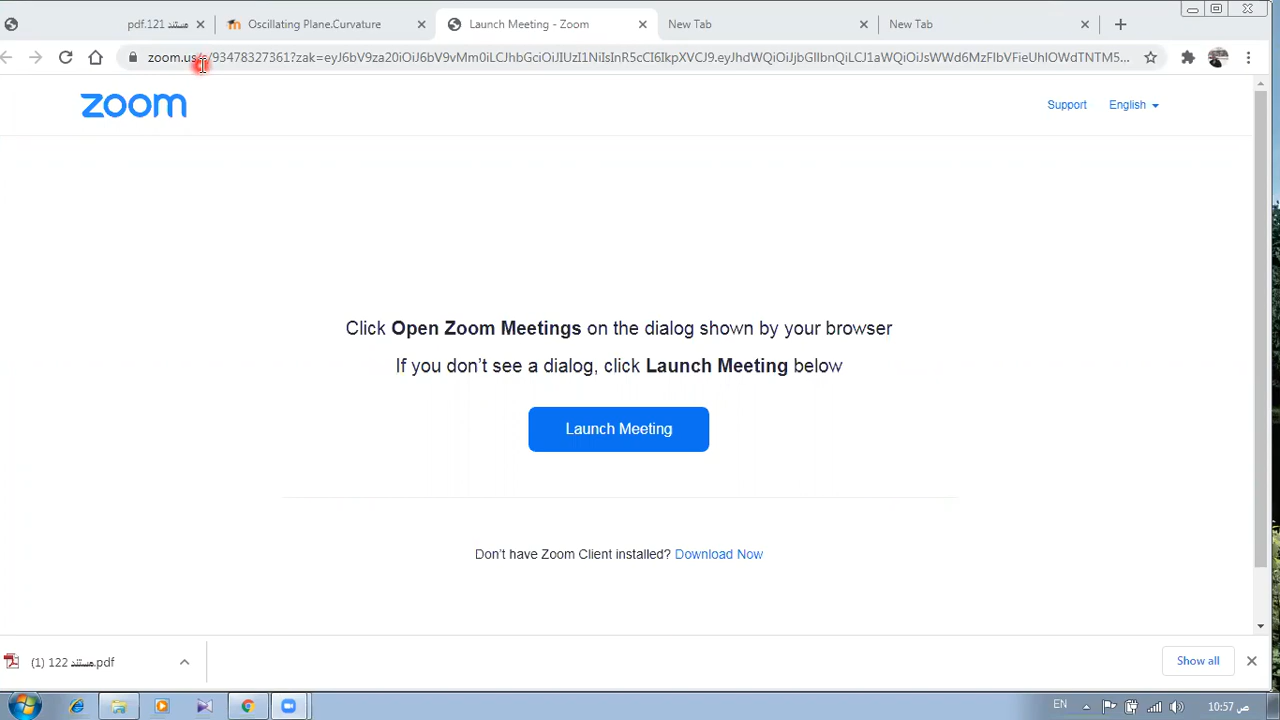 مستند 121.pdf
Oscillating Plane.Curvature
Launch Meeting - Zoom
New Tab
New Tab
zoom.us/s/93478327361?zak=eyJ6bV9za20iOiJ6bV9vMm0iLCJhbGciOiJIUzI1NiIsInR5cCI6IkpXVCJ9.eyJhdWQiOiJjbGllbnQiLCJ1aWQiOiJsWWd6MzFlbVFieUhlOWdTNTM5...
zoom
Support
English
Click Open Zoom Meetings on the dialog shown by your browser
If you don't see a dialog, click Launch Meeting below
Launch Meeting
Don't have Zoom Client installed? Download Now
(1) 122 مستند.pdf
Show all
EN
10:57 ص